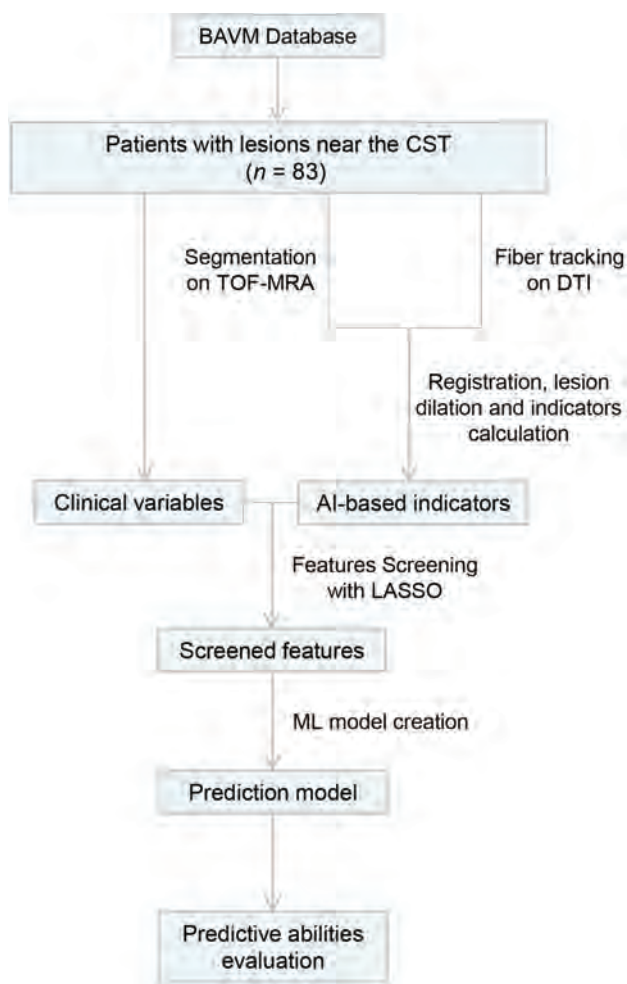 BAVM Database
Patients with lesions near the CST
(n = 83)
Segmentation
on TOF-MRA
Fiber tracking
on DTI
Registration, lesion
dilation and indicators
calculation
Clinical variables
AI-based indicators
Features Screening
with LASSO
Screened features
ML model creation
Prediction model
Predictive abilities
evaluation